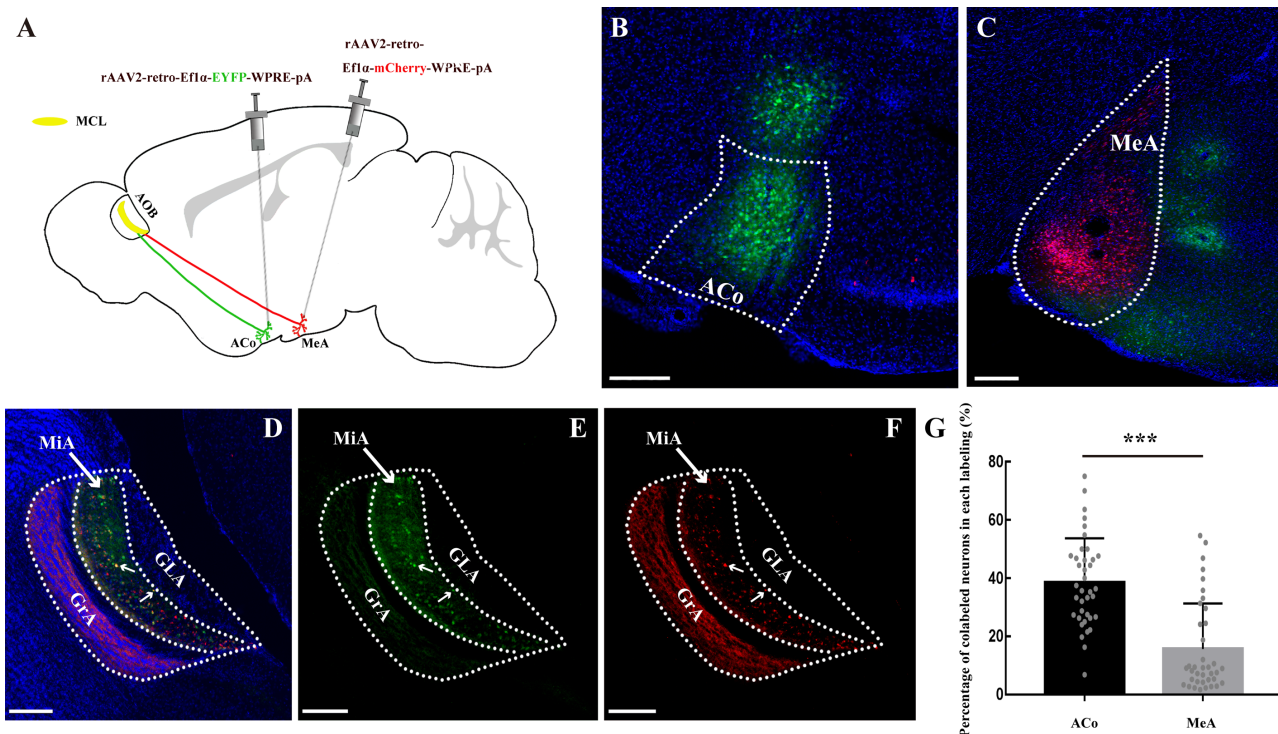 A
rAAV2-retro-
Ef1α-mCherry-WPKE-pA
rAAV2-retro-Ef1α-EYFP-WPRE-pA
MCL
AOB
ACo
MeA
B
ACo
C
MeA
D
MiA
GLA
GrA
E
MiA
GLA
GrA
F
MiA
GLA
GrA
G
Percentage of colabeled neurons in each labeling (%)
***
80
60
40
20
0
ACo
MeA